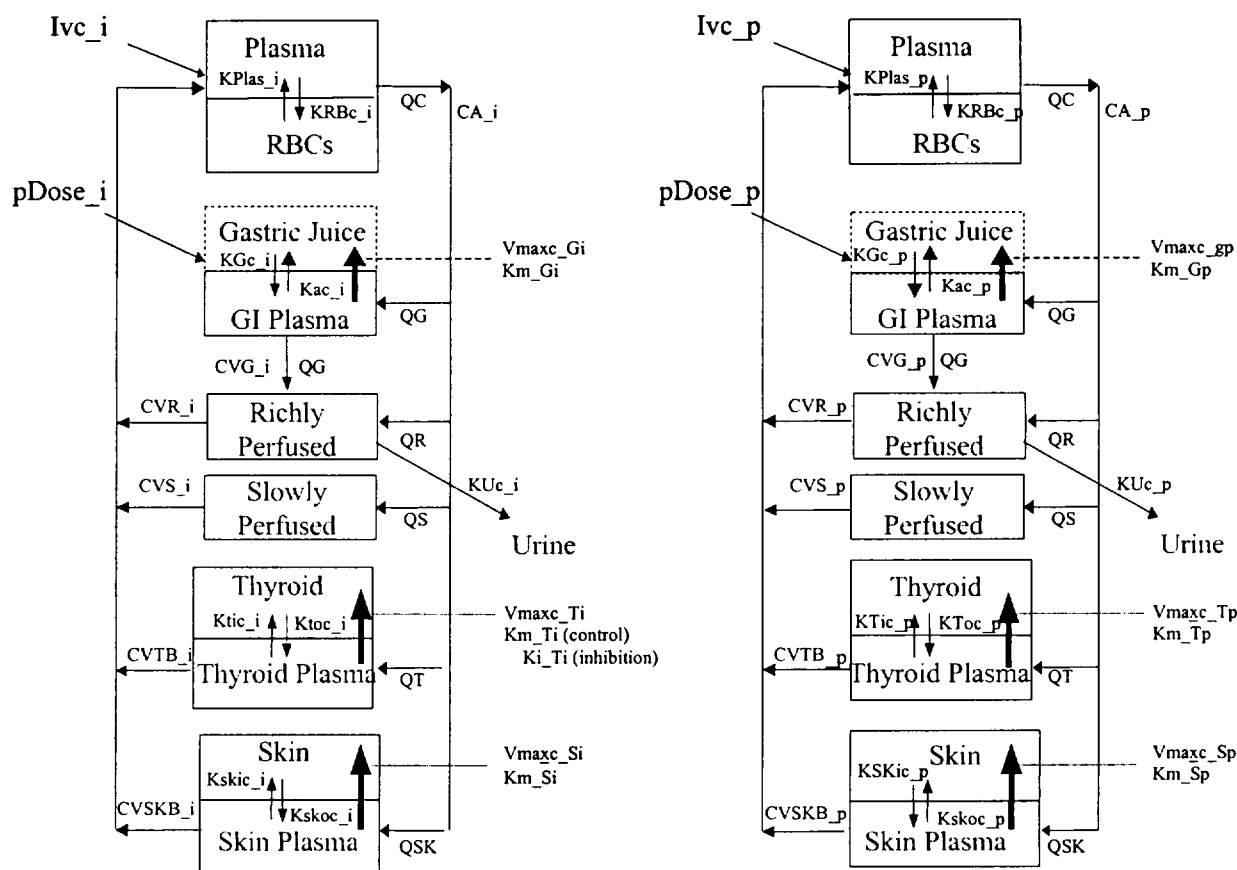 Ivc_i
Plasma
KPlas_i
KRBc_i
RBCs
QC
CA_i
pDose_i
Gastric Juice
KGc_i
Kac_i
GI Plasma
Vmaxc_Gi
Km_Gi
QG
CVG_i
QG
CVR_i
Richly
Perfused
QR
KUc_i
CVS_i
Slowly
Perfused
QS
Urine
Thyroid
Ktic_i
Ktoc_i
Vmaxc_Ti
Km_Ti (control)
Ki_Ti (inhibition)
CVTB_i
Thyroid Plasma
QT
Skin
Kskic_i
Kskoc_i
Vmaxc_Si
Km_Si
CVSKB_i
Skin Plasma
QSK
Ivc_p
Plasma
KPlas_p
KRBc_p
RBCs
QC
CA_p
pDose_p
Gastric Juice
KGc_p
Kac_p
GI Plasma
Vmaxc_gp
Km_Gp
QG
CVG_p
QG
CVR_p
Richly
Perfused
QR
KUc_p
CVS_p
Slowly
Perfused
QS
Urine
Thyroid
KTic_p
KToc_p
Vmaxc_Tp
Km_Tp
CVTB_p
Thyroid Plasma
QT
Skin
KSKic_p
Kskoc_p
Vmaxc_Sp
Km_Sp
CVSKB_p
Skin Plasma
QSK